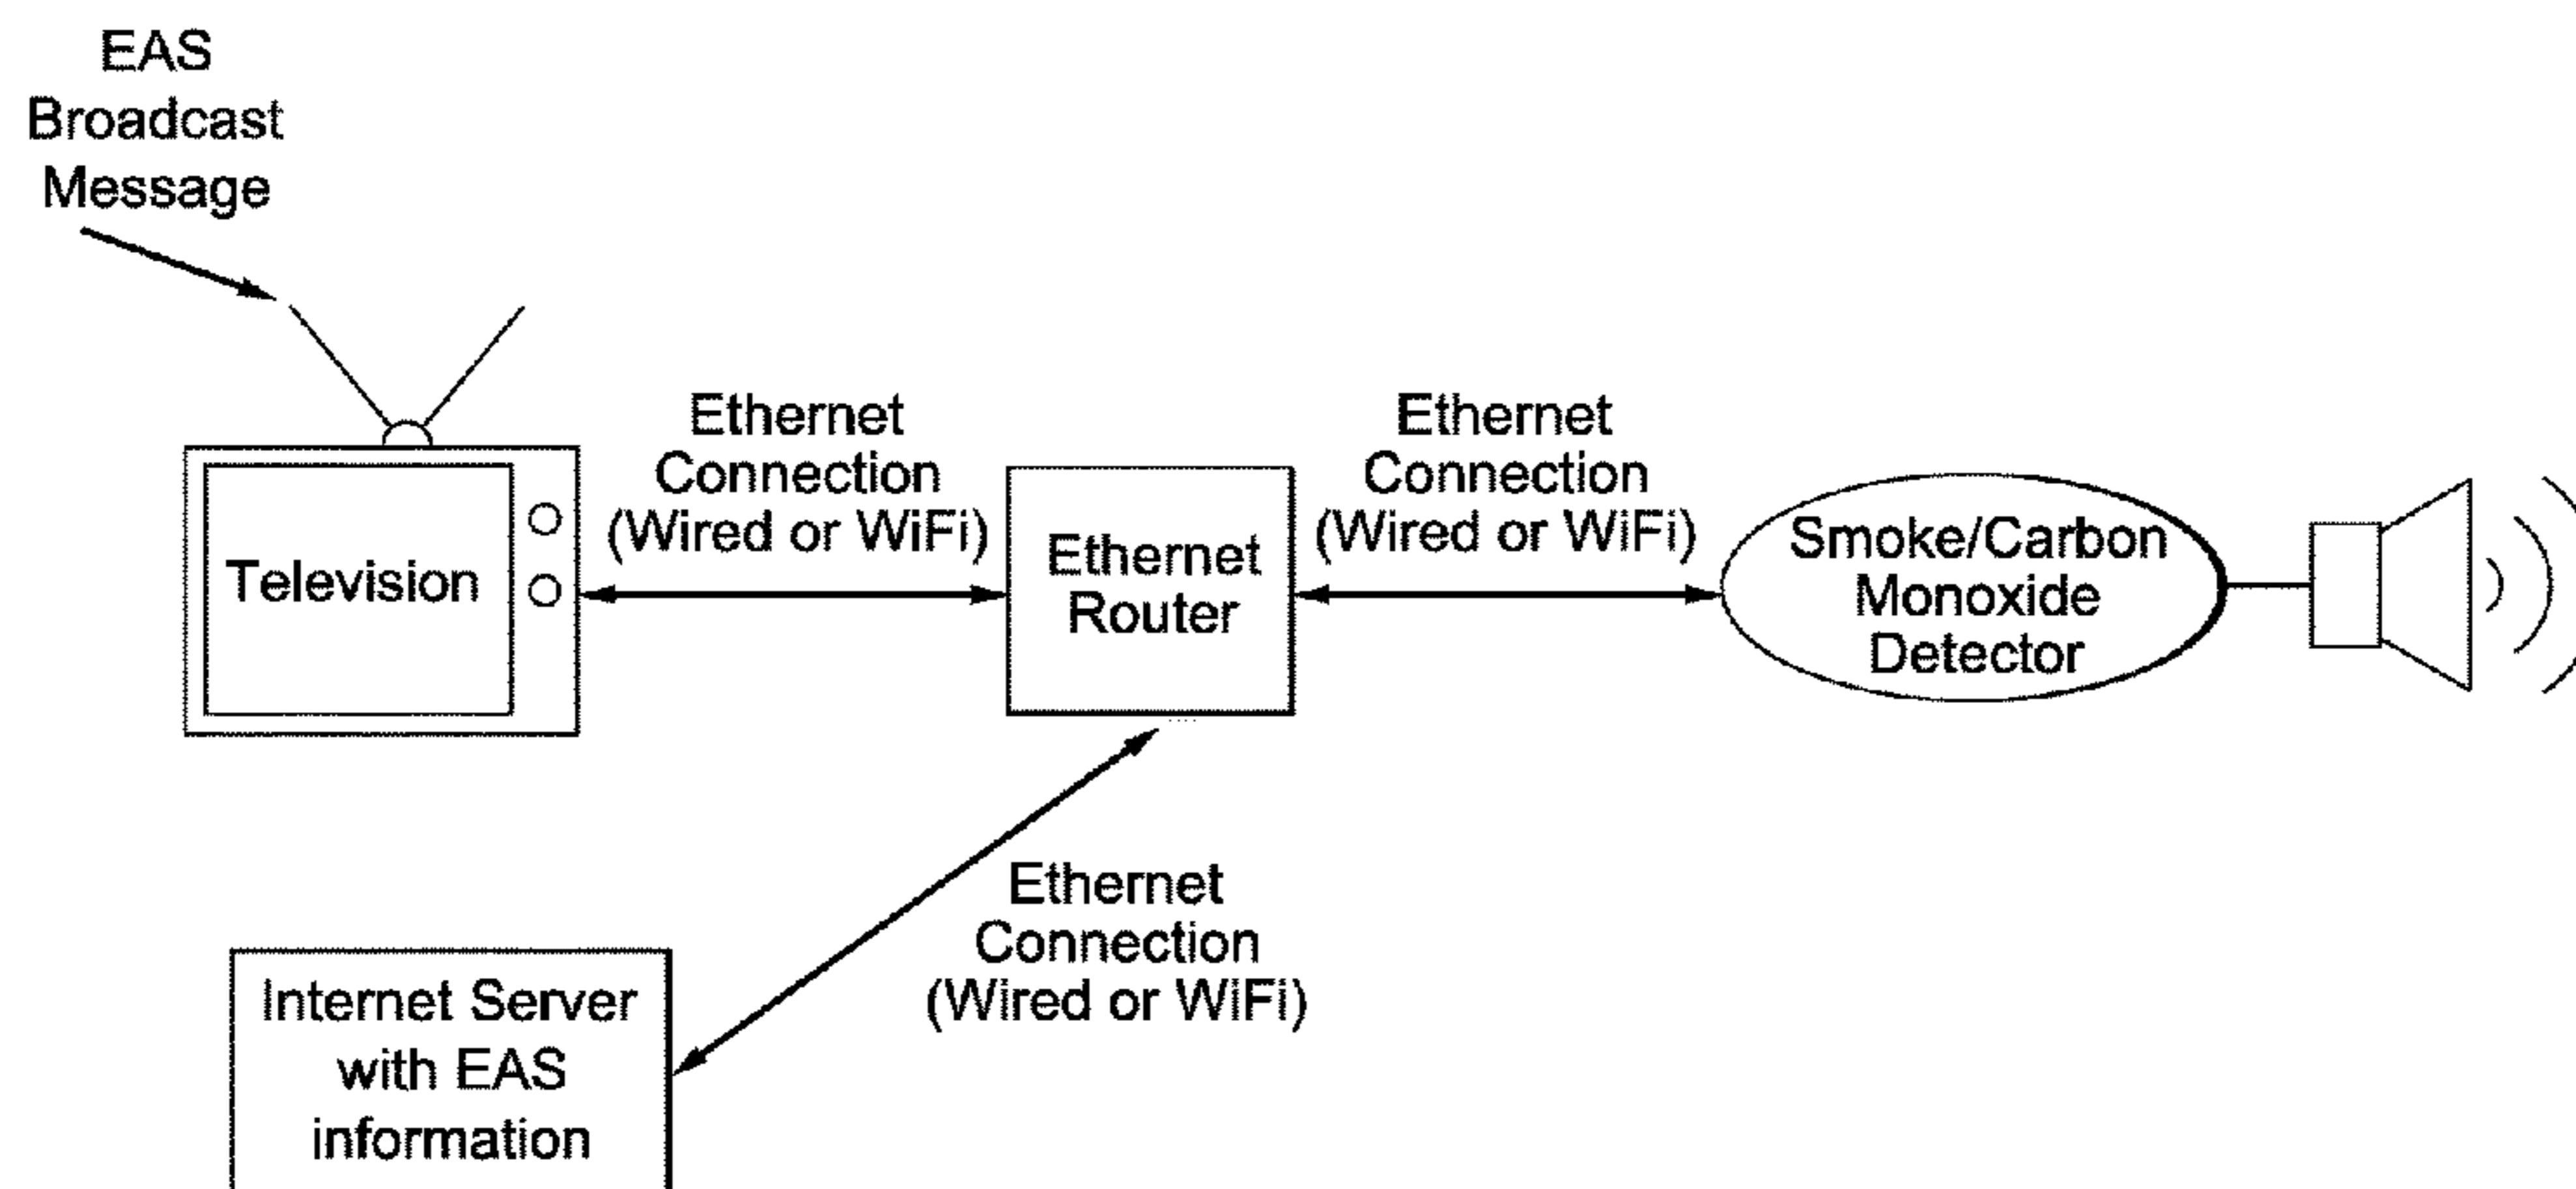 EAS
Broadcast
Message
Ethernet
Connection
(Wired or WiFi)
Ethernet
Connection
(Wired or WiFi)
Television
Ethernet
Router
Smoke/Carbon
Monoxide
Detector
Ethernet
Connection
(Wired or WiFi)
Internet Server
with EAS
information